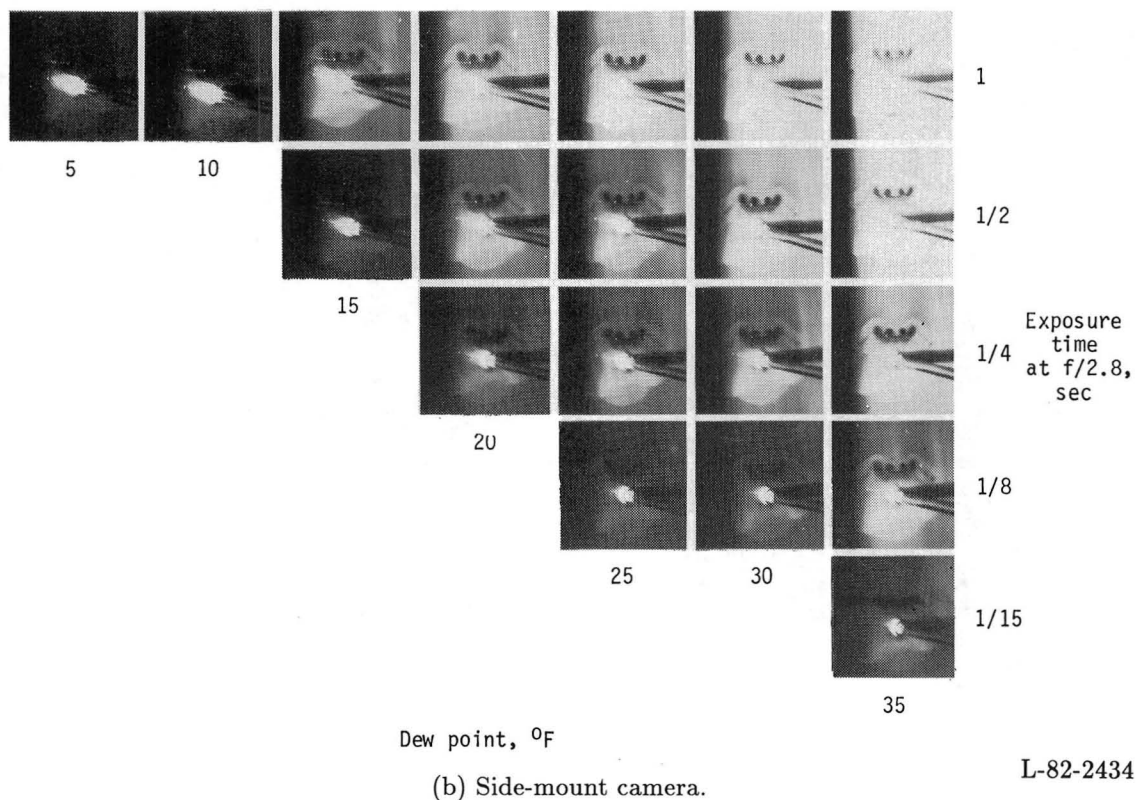 1
5
10
1/2
15
Exposure
time
at f/2.8,
sec
1/4
20
1/8
25
30
1/15
35
Dew point, ºF
(b) Side-mount camera.
L-82-2434